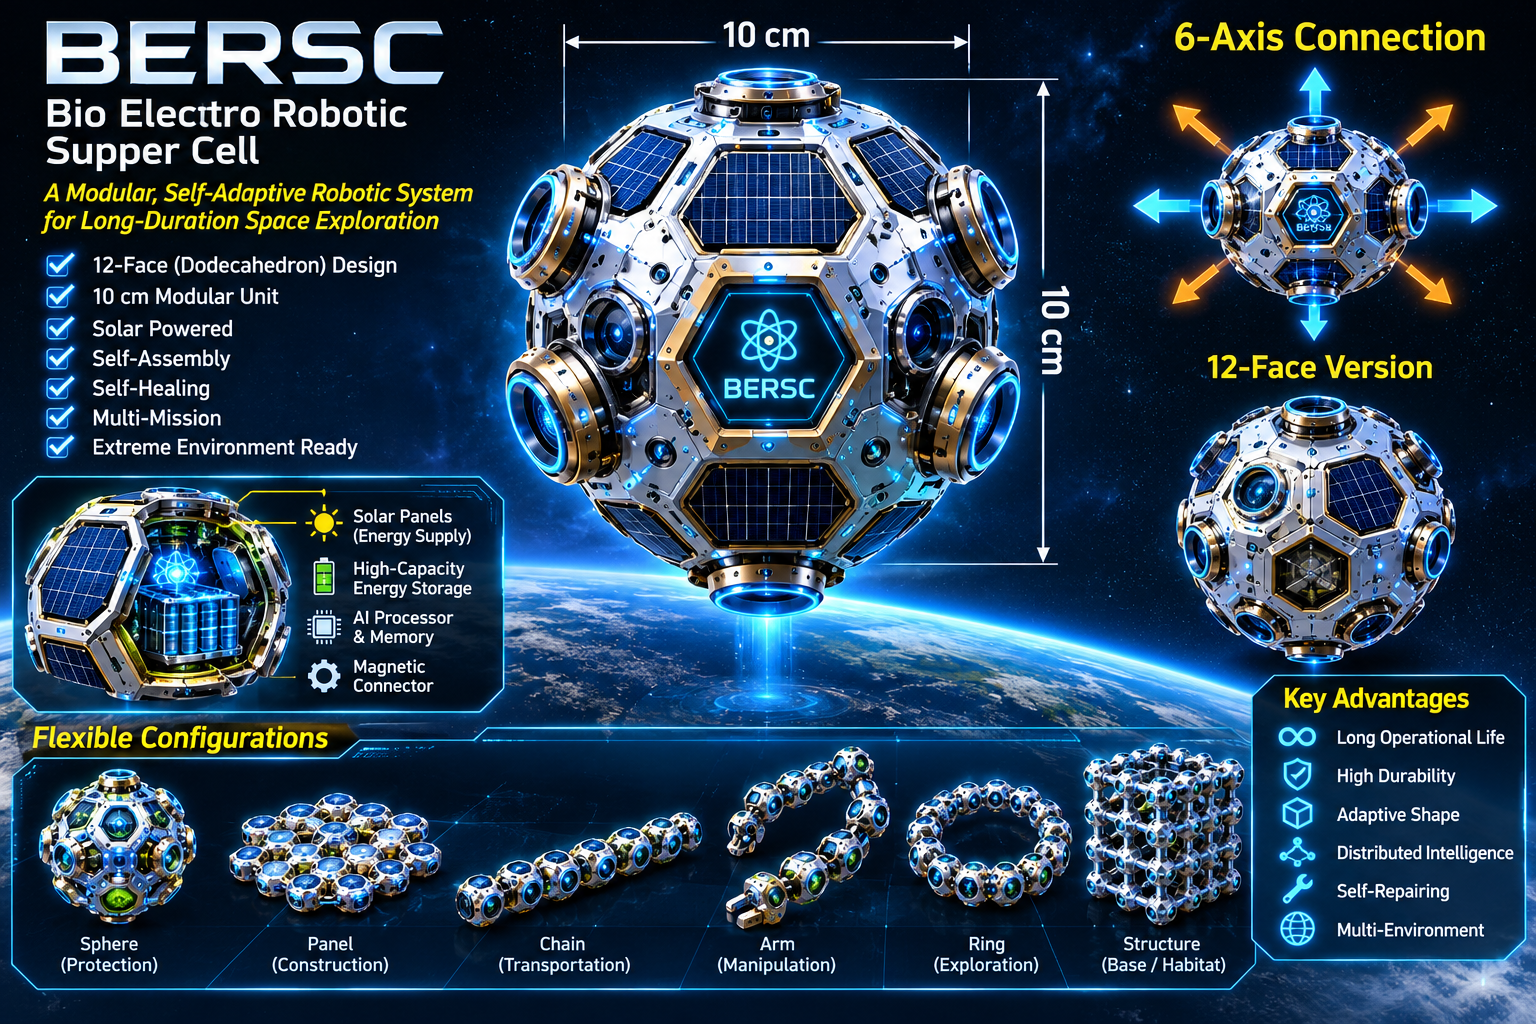 BERSC
Bio Electro Robotic
Supper Cell
A Modular, Self-Adaptive Robotic System
for Long-Duration Space Exploration
12-Face (Dodecahedron) Design
10 cm Modular Unit
Solar Powered
Self-Assembly
Self-Healing
Multi-Mission
Extreme Environment Ready
10 cm
10 cm
BERSC
6-Axis Connection
BERSC
12-Face Version
Solar Panels
(Energy Supply)
High-Capacity
Energy Storage
AI Processor
& Memory
Magnetic
Connector
Key Advantages
Long Operational Life
High Durability
Adaptive Shape
Distributed Intelligence
Self-Repairing
Multi-Environment
Flexible Configurations
Sphere
(Protection)
Panel
(Construction)
Chain
(Transportation)
Arm
(Manipulation)
Ring
(Exploration)
Structure
(Base / Habitat)